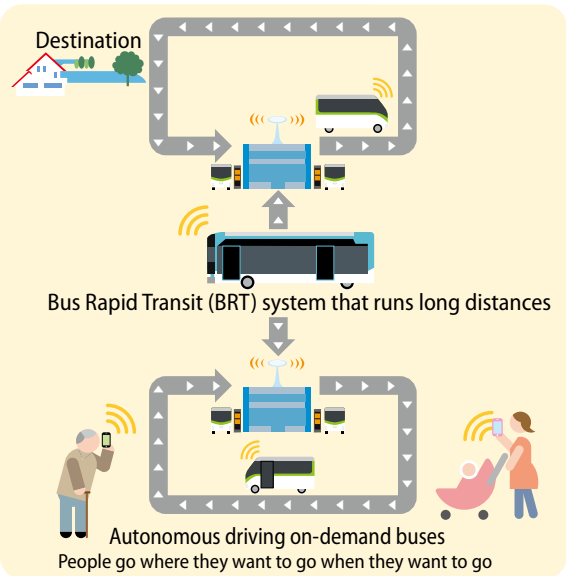 Destination
Bus Rapid Transit (BRT) system that runs long distances
Autonomous driving on-demand buses
People go where they want to go when they want to go